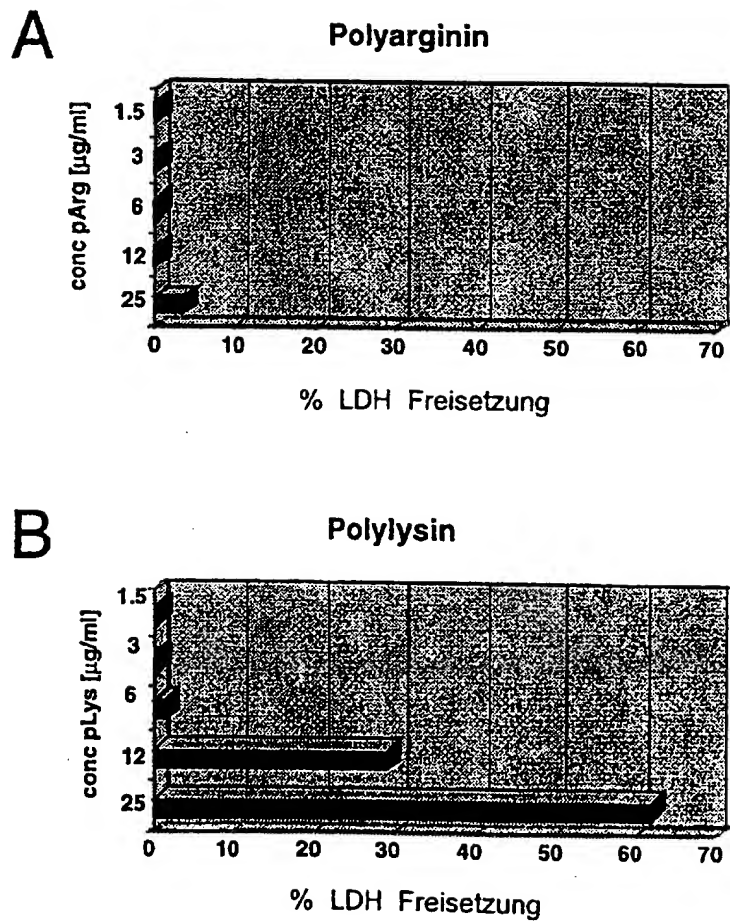 A
Polyarginin
conc pArg [µg/ml]
1.5
3
6
12
25
0 10 20 30 40 50 60 70
% LDH Freisetzung
B
Polylysin
conc pLys [µg/ml]
1.5
3
6
12
25
0 10 20 30 40 50 60 70
% LDH Freisetzung